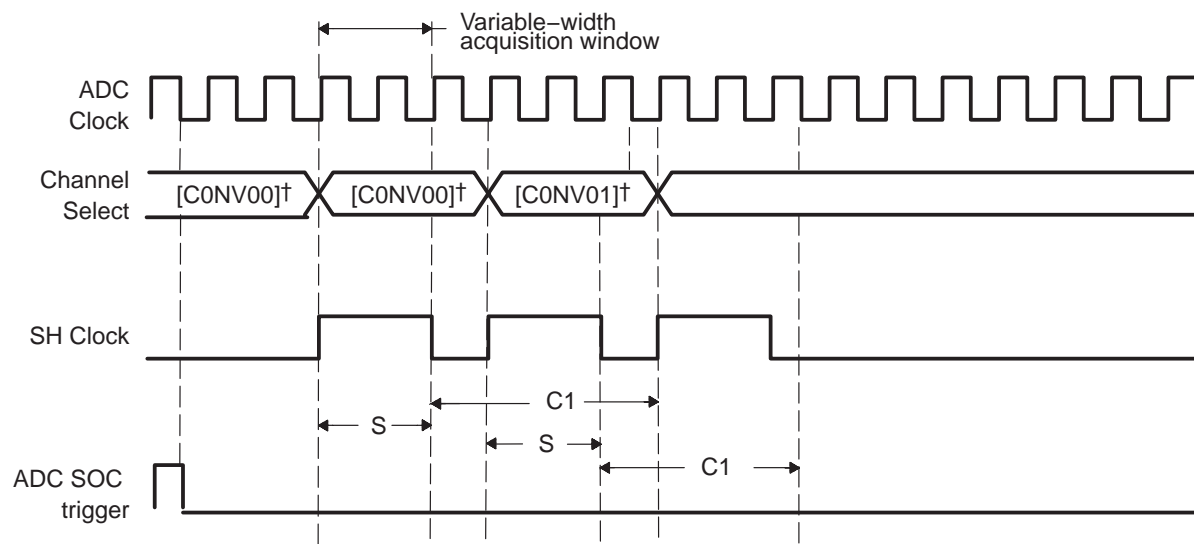 Variable–width
acquisition window
ADC
Clock
Channel
Select
[C0NV00]†
[C0NV00]†
[C0NV01]†
SH Clock
C1
S
S
C1
ADC SOC
trigger